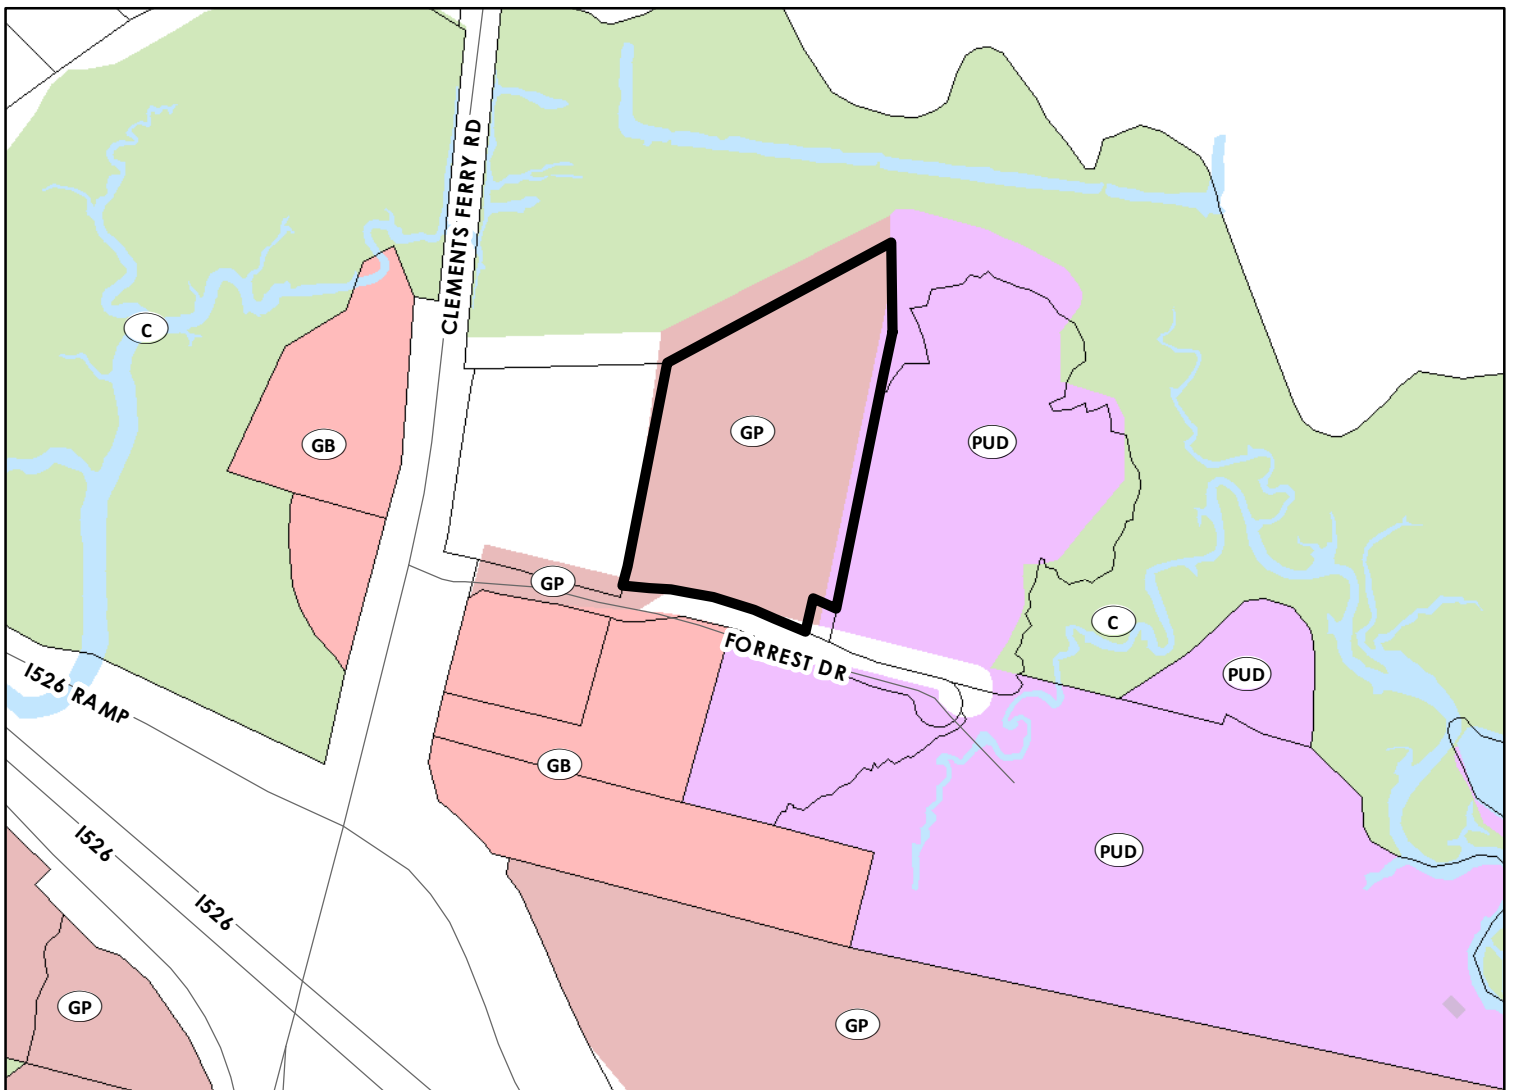 CLEMENTS FERRY RD
C
GB
GP
PUD
GP
C
FORREST DR
PUD
I526 RAMP
GB
I526
PUD
I526
GP
GP